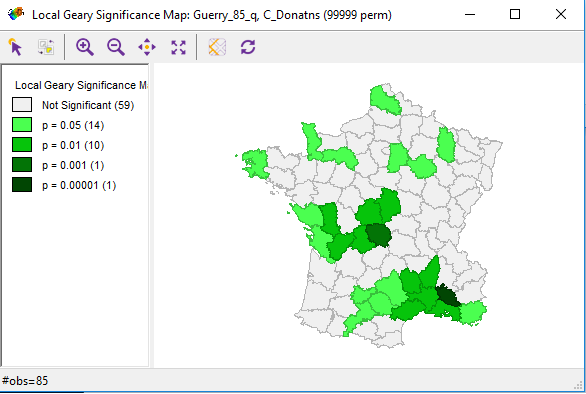 Local Geary Significance Map: Guerry_85_q, C_Donatns (99999 perm)
Local Geary Significance M
Not Significant (59)
p = 0.05 (14)
p = 0.01 (10)
p = 0.001 (1)
p = 0.00001 (1)
#obs=85